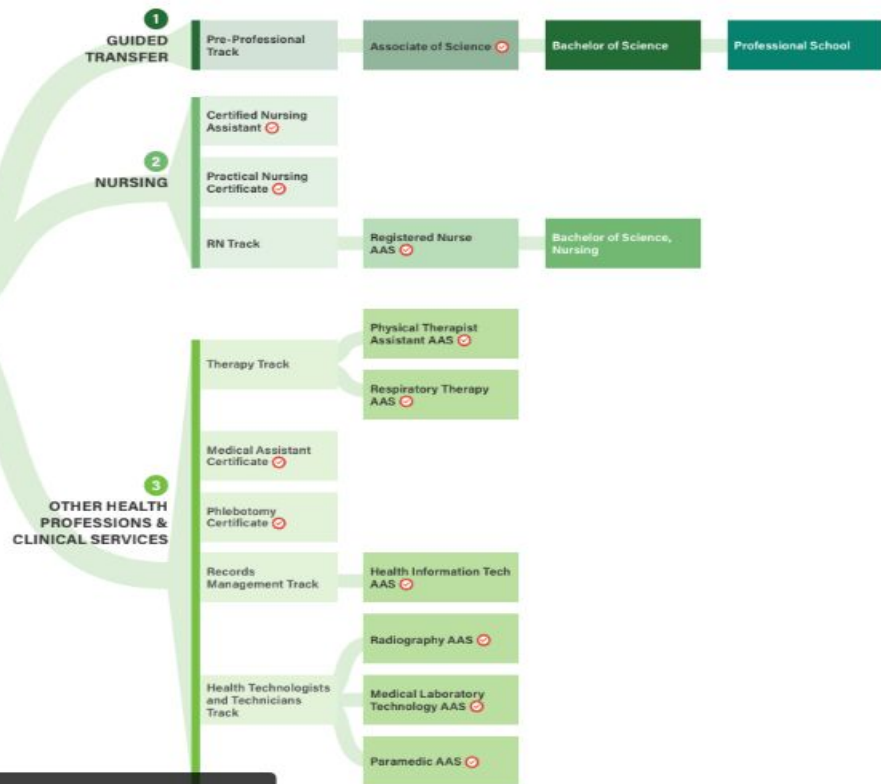 1
GUIDED
TRANSFER
Pre-Professional
Track
Associate of Science
Bachelor of Science
Professional School
2
NURSING
Certified Nursing
Assistant
Practical Nursing
Certificate
RN Track
Registered Nurse
AAS
Bachelor of Science,
Nursing
3
OTHER HEALTH
PROFESSIONS &
CLINICAL SERVICES
Therapy Track
Physical Therapist
Assistant AAS
Respiratory Therapy
AAS
Medical Assistant
Certificate
Phlebotomy
Certificate
Records
Management Track
Health Information Tech
AAS
Health Technologists
and Technicians
Track
Radiography AAS
Medical Laboratory
Technology AAS
Paramedic AAS